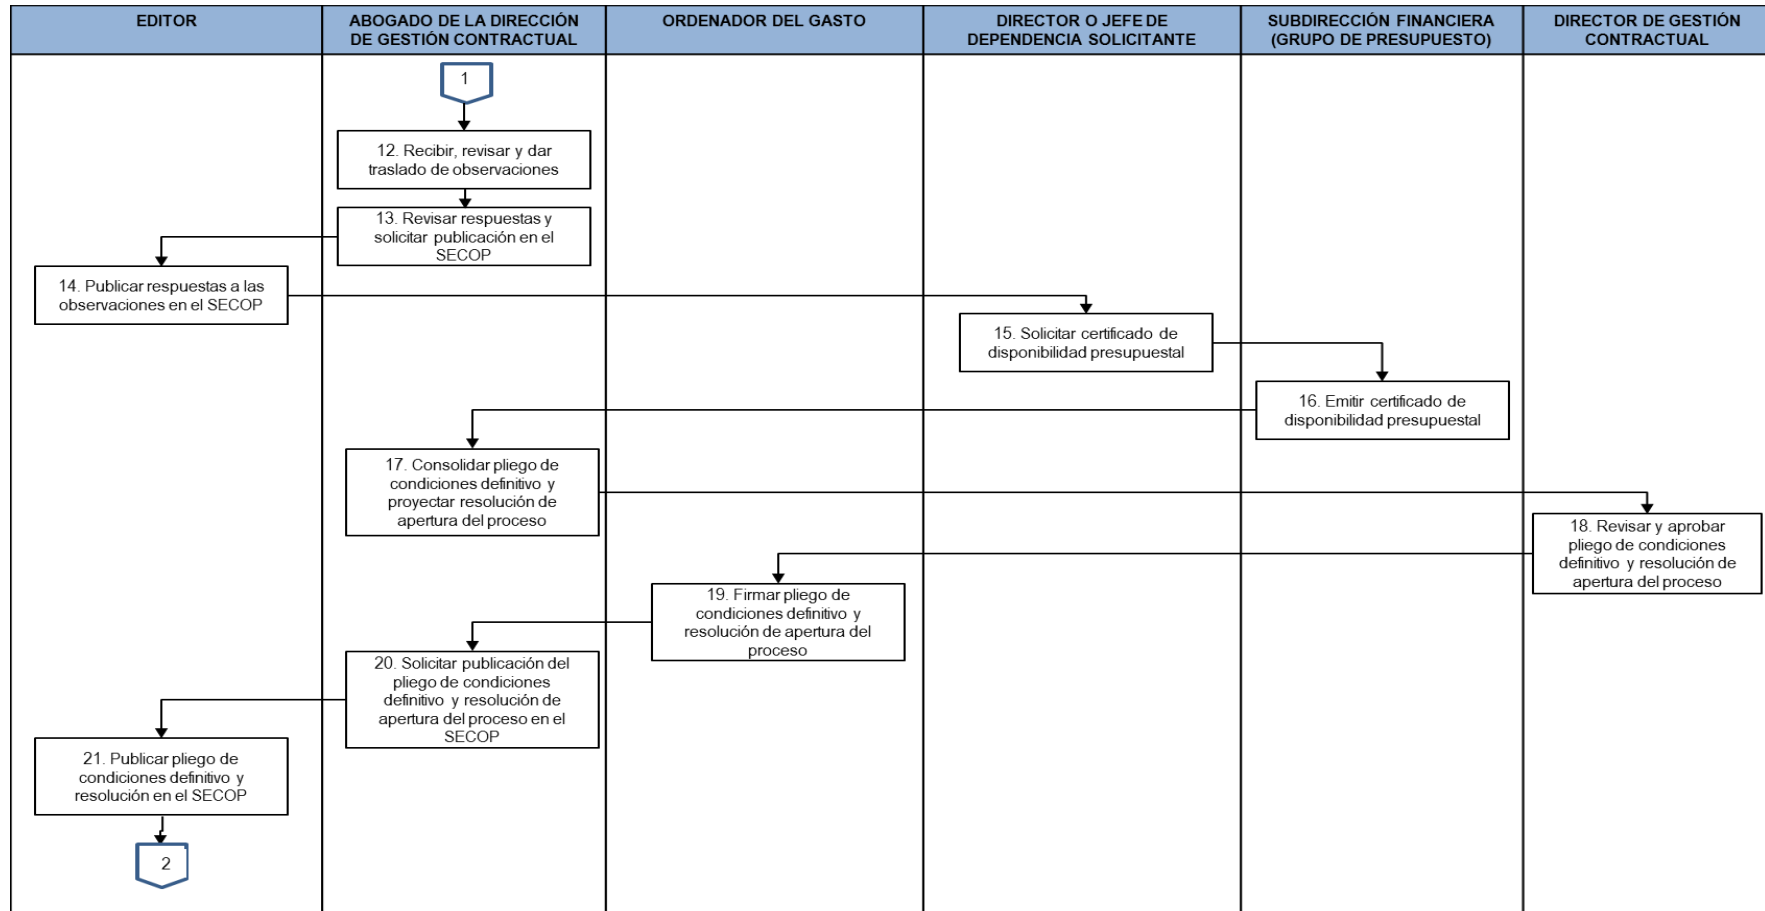 EDITOR
ABOGADO DE LA DIRECCIÓN
DE GESTIÓN CONTRACTUAL
ORDENADOR DEL GASTO
DIRECTOR O JEFE DE
DEPENDENCIA SOLICITANTE
SUBDIRECCIÓN FINANCIERA
(GRUPO DE PRESUPUESTO)
DIRECTOR DE GESTIÓN
CONTRACTUAL
1
12. Recibir, revisar y dar
traslado de observaciones
13. Revisar respuestas y
solicitar publicación en el
SECOP
14. Publicar respuestas a las
observaciones en el SECOP
15. Solicitar certificado de
disponibilidad presupuestal
16. Emitir certificado de
disponibilidad presupuestal
17. Consolidar pliego de
condiciones definitivo y
proyectar resolución de
apertura del proceso
18. Revisar y aprobar
pliego de condiciones
definitivo y resolución de
apertura del proceso
19. Firmar pliego de
condiciones definitivo y
resolución de apertura del
proceso
20. Solicitar publicación del
pliego de condiciones
definitivo y resolución de
apertura del proceso en el
SECOP
21. Publicar pliego de
condiciones definitivo y
resolución en el SECOP
2